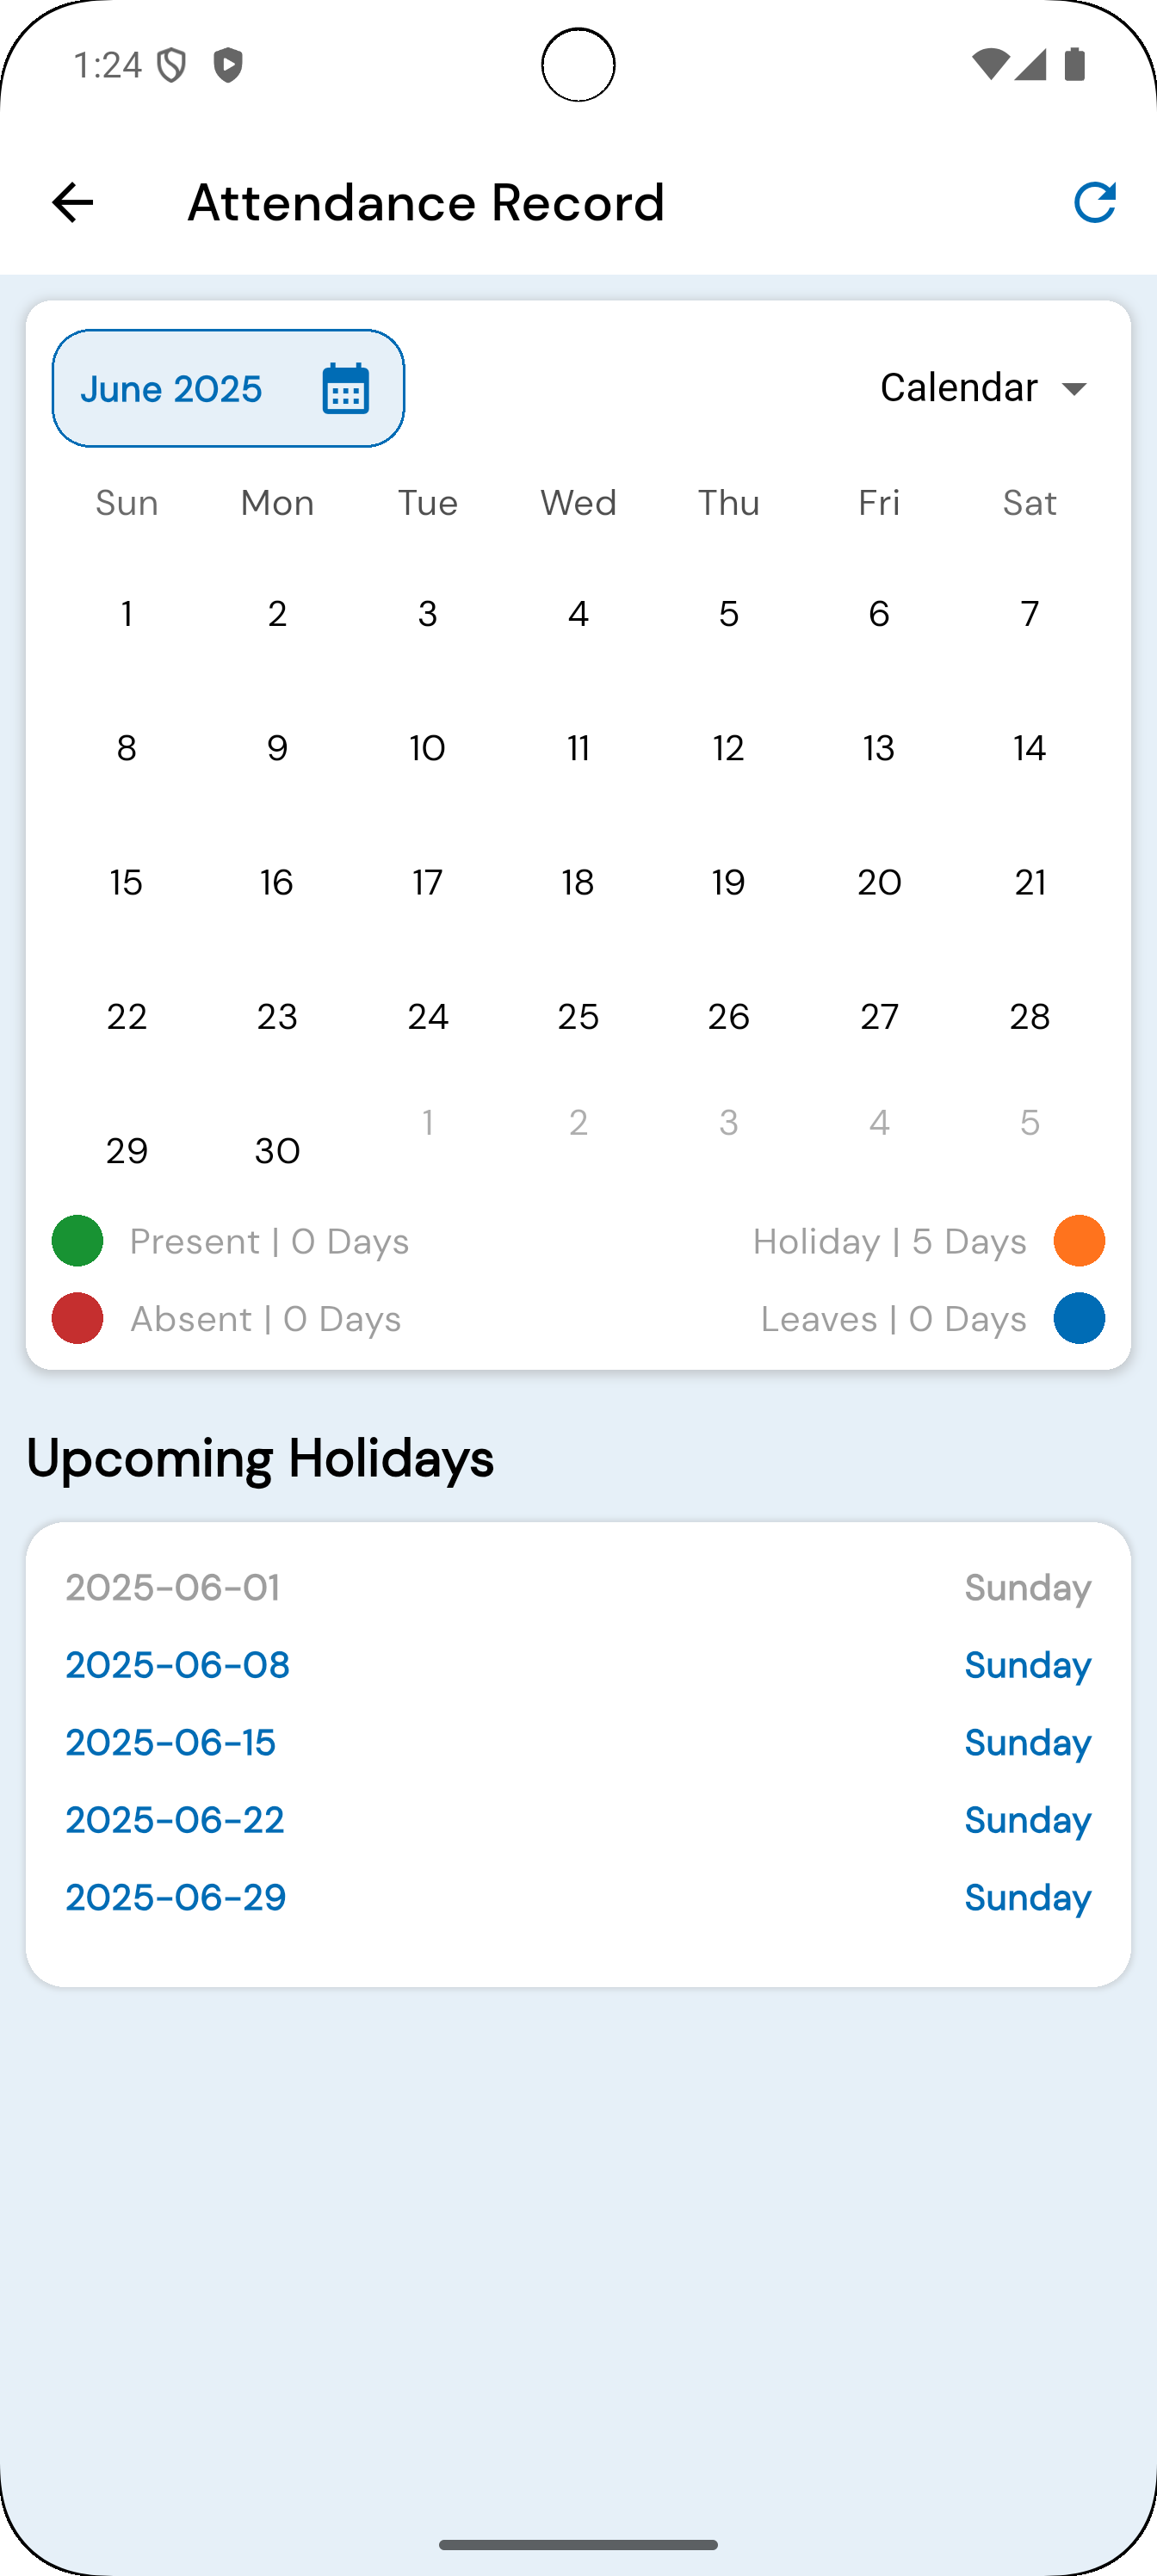 1:24
Attendance Record
June 2025 Calendar
Sun Mon Tue Wed Thu Fri Sat
1 2 3 4 5 6 7
8 9 10 11 12 13 14
15 16 17 18 19 20 21
22 23 24 25 26 27 28
29 30 1 2 3 4 5
Present | 0 Days Holiday | 5 Days
Absent | 0 Days Leaves | 0 Days
Upcoming Holidays
2025-06-01 Sunday
2025-06-08 Sunday
2025-06-15 Sunday
2025-06-22 Sunday
2025-06-29 Sunday